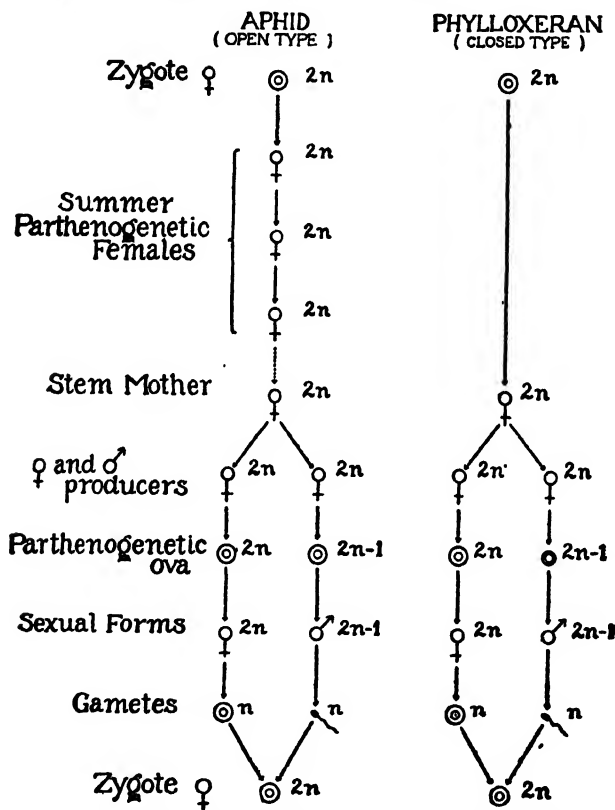 APHID PHYLLOXERAN
( OPEN TYPE ) ( CLOSED TYPE )
Zygote ♀ 2n 2n
2n
Summer
Parthenogenetic 2n
Females
2n
Stem Mother 2n 2n
♀ and ♂ 2n 2n 2n 2n
producers
Parthenogenetic 2n 2n-1 2n 2n-1
ova
Sexual Forms 2n 2n-1 2n 2n-1
Gametes n n n n
Zygote ♀ 2n 2n